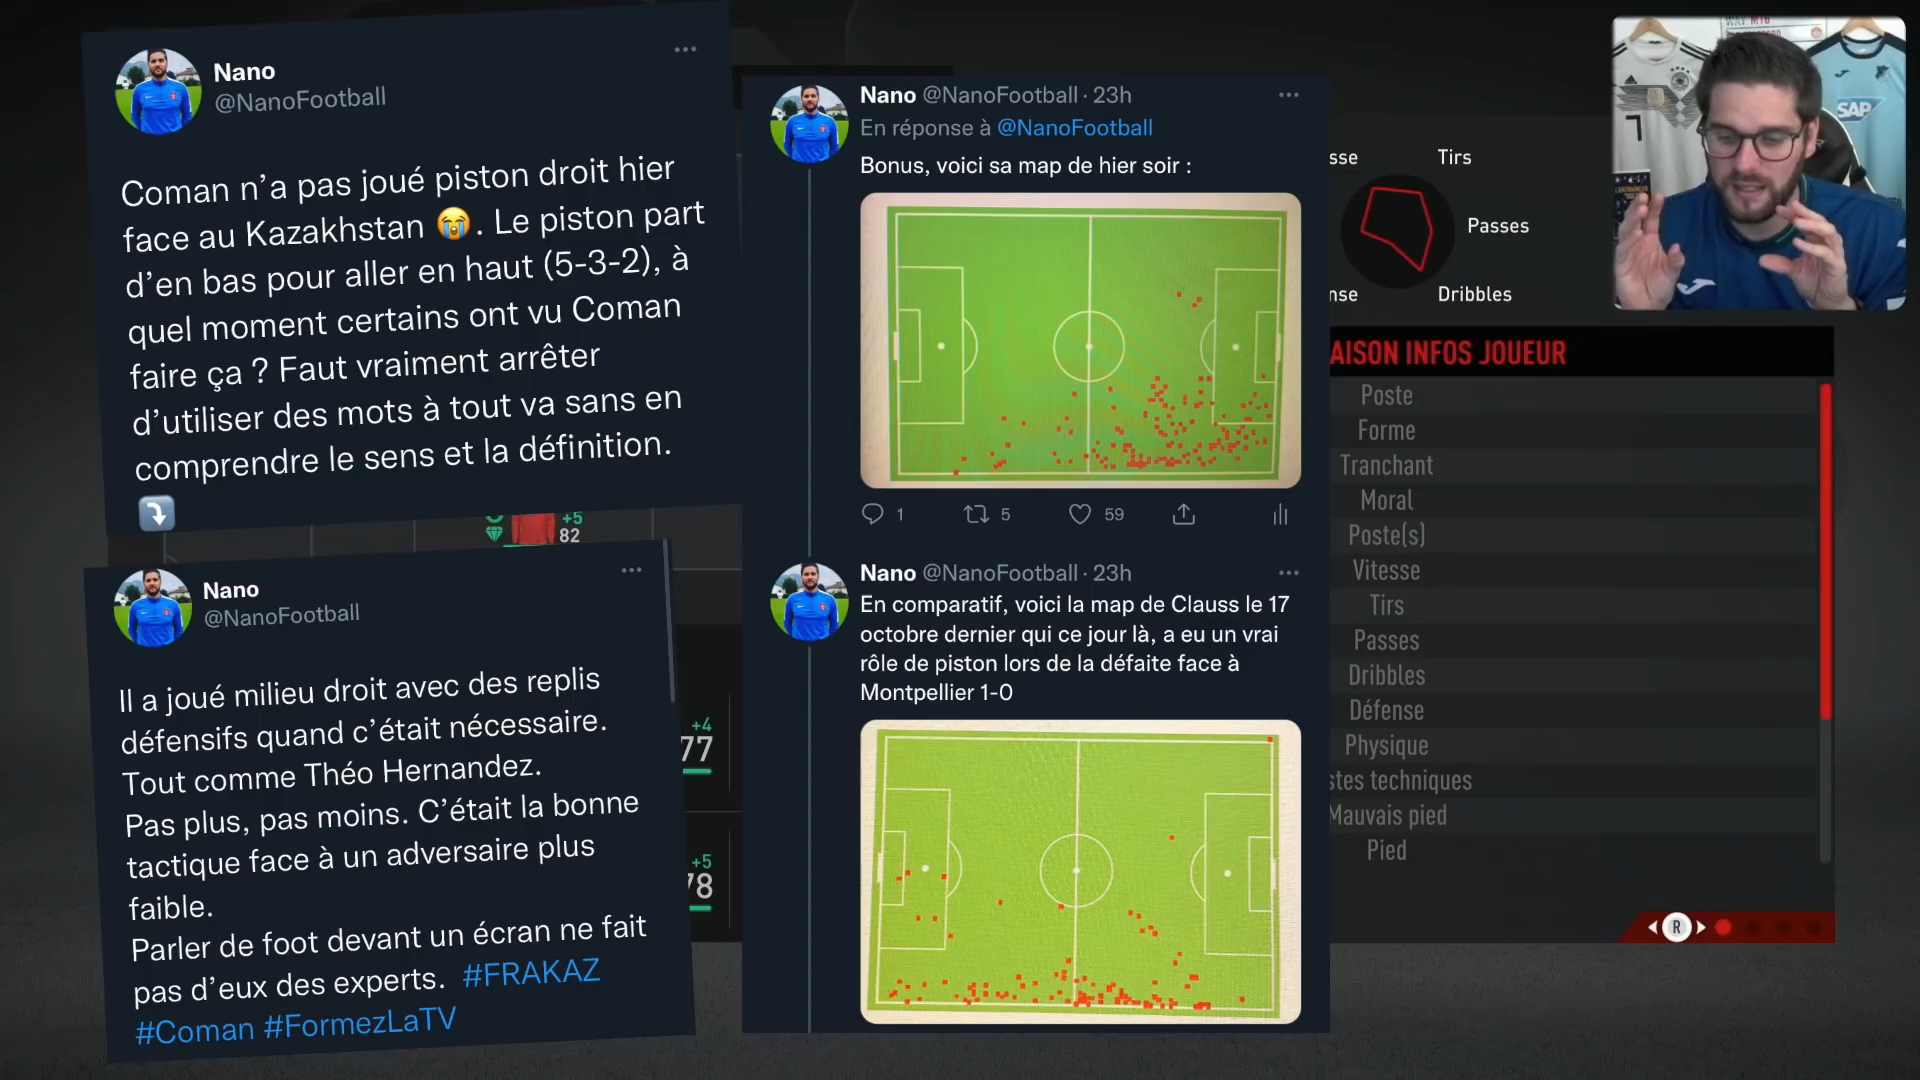 Nano
@NanoFootball
Coman n’a pas joué piston droit hier
face au Kazakhstan 😭. Le piston part
d’en bas pour aller en haut (5-3-2), à
quel moment certains ont vu Coman
faire ça ? Faut vraiment arrêter
d’utiliser des mots à tout va sans en
comprendre le sens et la définition.
⤵️
+5
82
Nano
@NanoFootball
Il a joué milieu droit avec des replis
défensifs quand c’était nécessaire.
Tout comme Théo Hernandez.
Pas plus, pas moins. C’était la bonne
tactique face à un adversaire plus
faible.
Parler de foot devant un écran ne fait
pas d’eux des experts. #FRAKAZ
#Coman #FormezLaTV
+4
77
+5
78
Nano @NanoFootball · 23h
En réponse à @NanoFootball
Bonus, voici sa map de hier soir :
1 5 59
Nano @NanoFootball · 23h
En comparatif, voici la map de Clauss le 17
octobre dernier qui ce jour là, a eu un vrai
rôle de piston lors de la défaite face à
Montpellier 1-0
sse
Tirs
Passes
nse
Dribbles
SAP
7
AISON INFOS JOUEUR
Poste
Forme
Tranchant
Moral
Poste(s)
Vitesse
Tirs
Passes
Dribbles
Défense
Physique
stes techniques
Mauvais pied
Pied
R